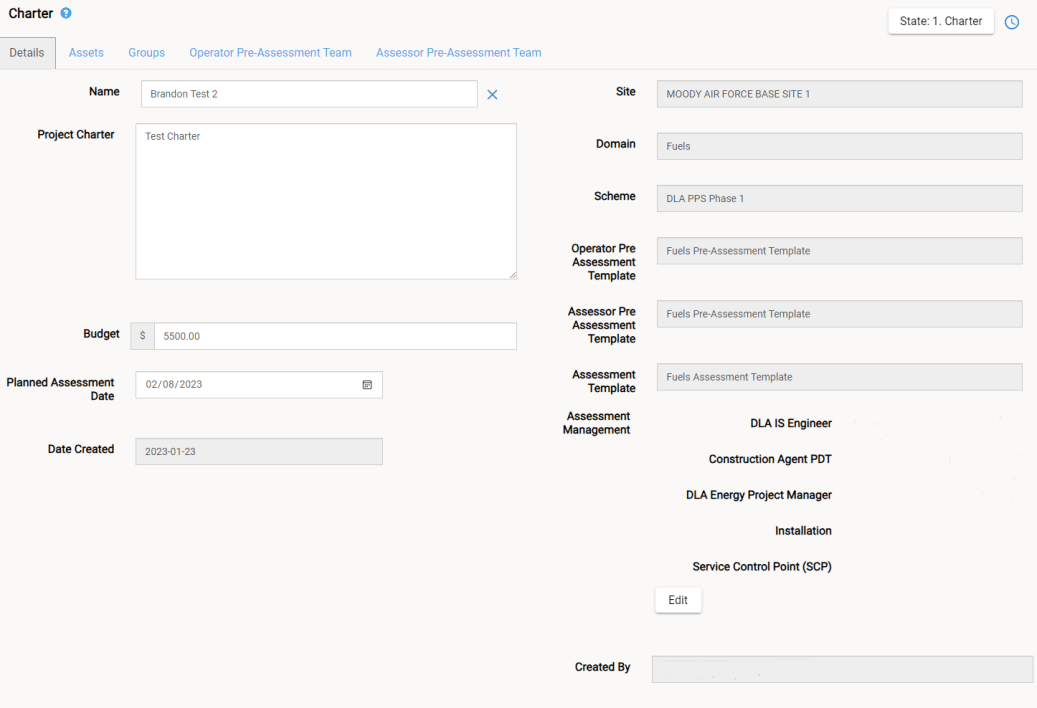 Charter ?
State: 1. Charter
Details Assets Groups Operator Pre-Assessment Team Assessor Pre-Assessment Team
Name
Brandon Test 2
Project Charter
Test Charter
Budget
$ 5500.00
Planned Assessment
Date
02/08/2023
Date Created
2023-01-23
Site
MOODY AIR FORCE BASE SITE 1
Domain
Fuels
Scheme
DLA PPS Phase 1
Operator Pre
Assessment
Template
Fuels Pre-Assessment Template
Assessor Pre
Assessment
Template
Fuels Pre-Assessment Template
Assessment
Template
Fuels Assessment Template
Assessment
Management
DLA IS Engineer
Construction Agent PDT
DLA Energy Project Manager
Installation
Service Control Point (SCP)
Edit
Created By